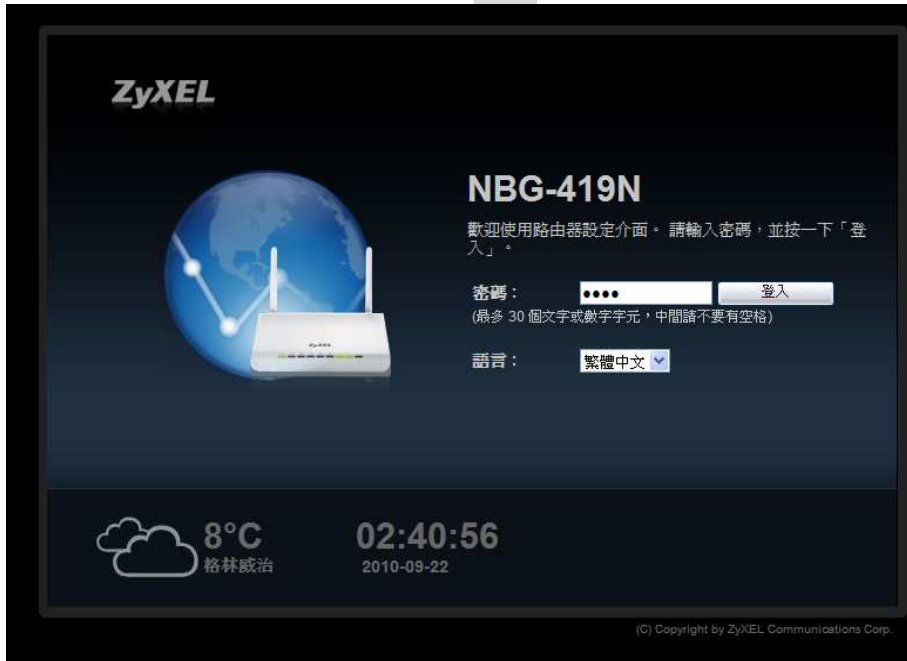 ZyXEL
NBG-419N
歡迎使用路由器設定介面。請輸入密碼，並按一下「登
入」。
密碼： •••• 登入
(最多 30 個文字或數字字元，中間請不要有空格)
語言： 繁體中文
ZyXEL
8°C
格林威治
02:40:56
2010-09-22
(C) Copyright by ZyXEL Communications Corp.